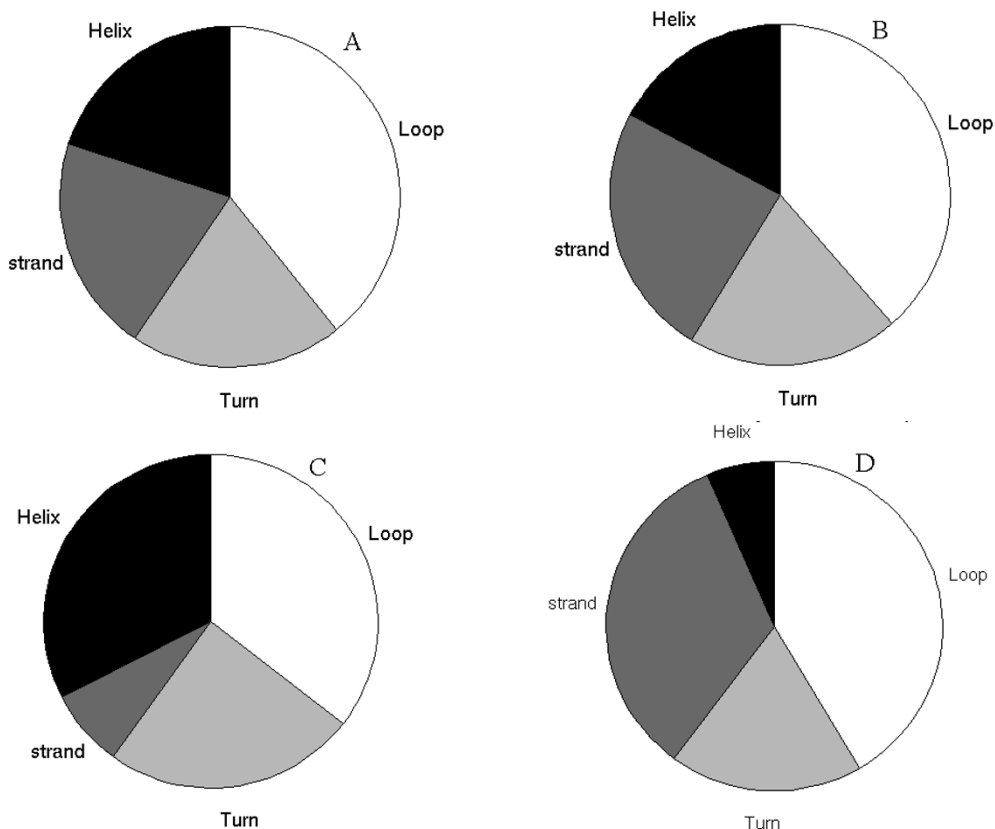 Helix
A
Loop
strand
Turn
Helix
B
Loop
strand
Turn
C
Helix
Loop
strand
Turn
Helix
D
Loop
strand
Turn